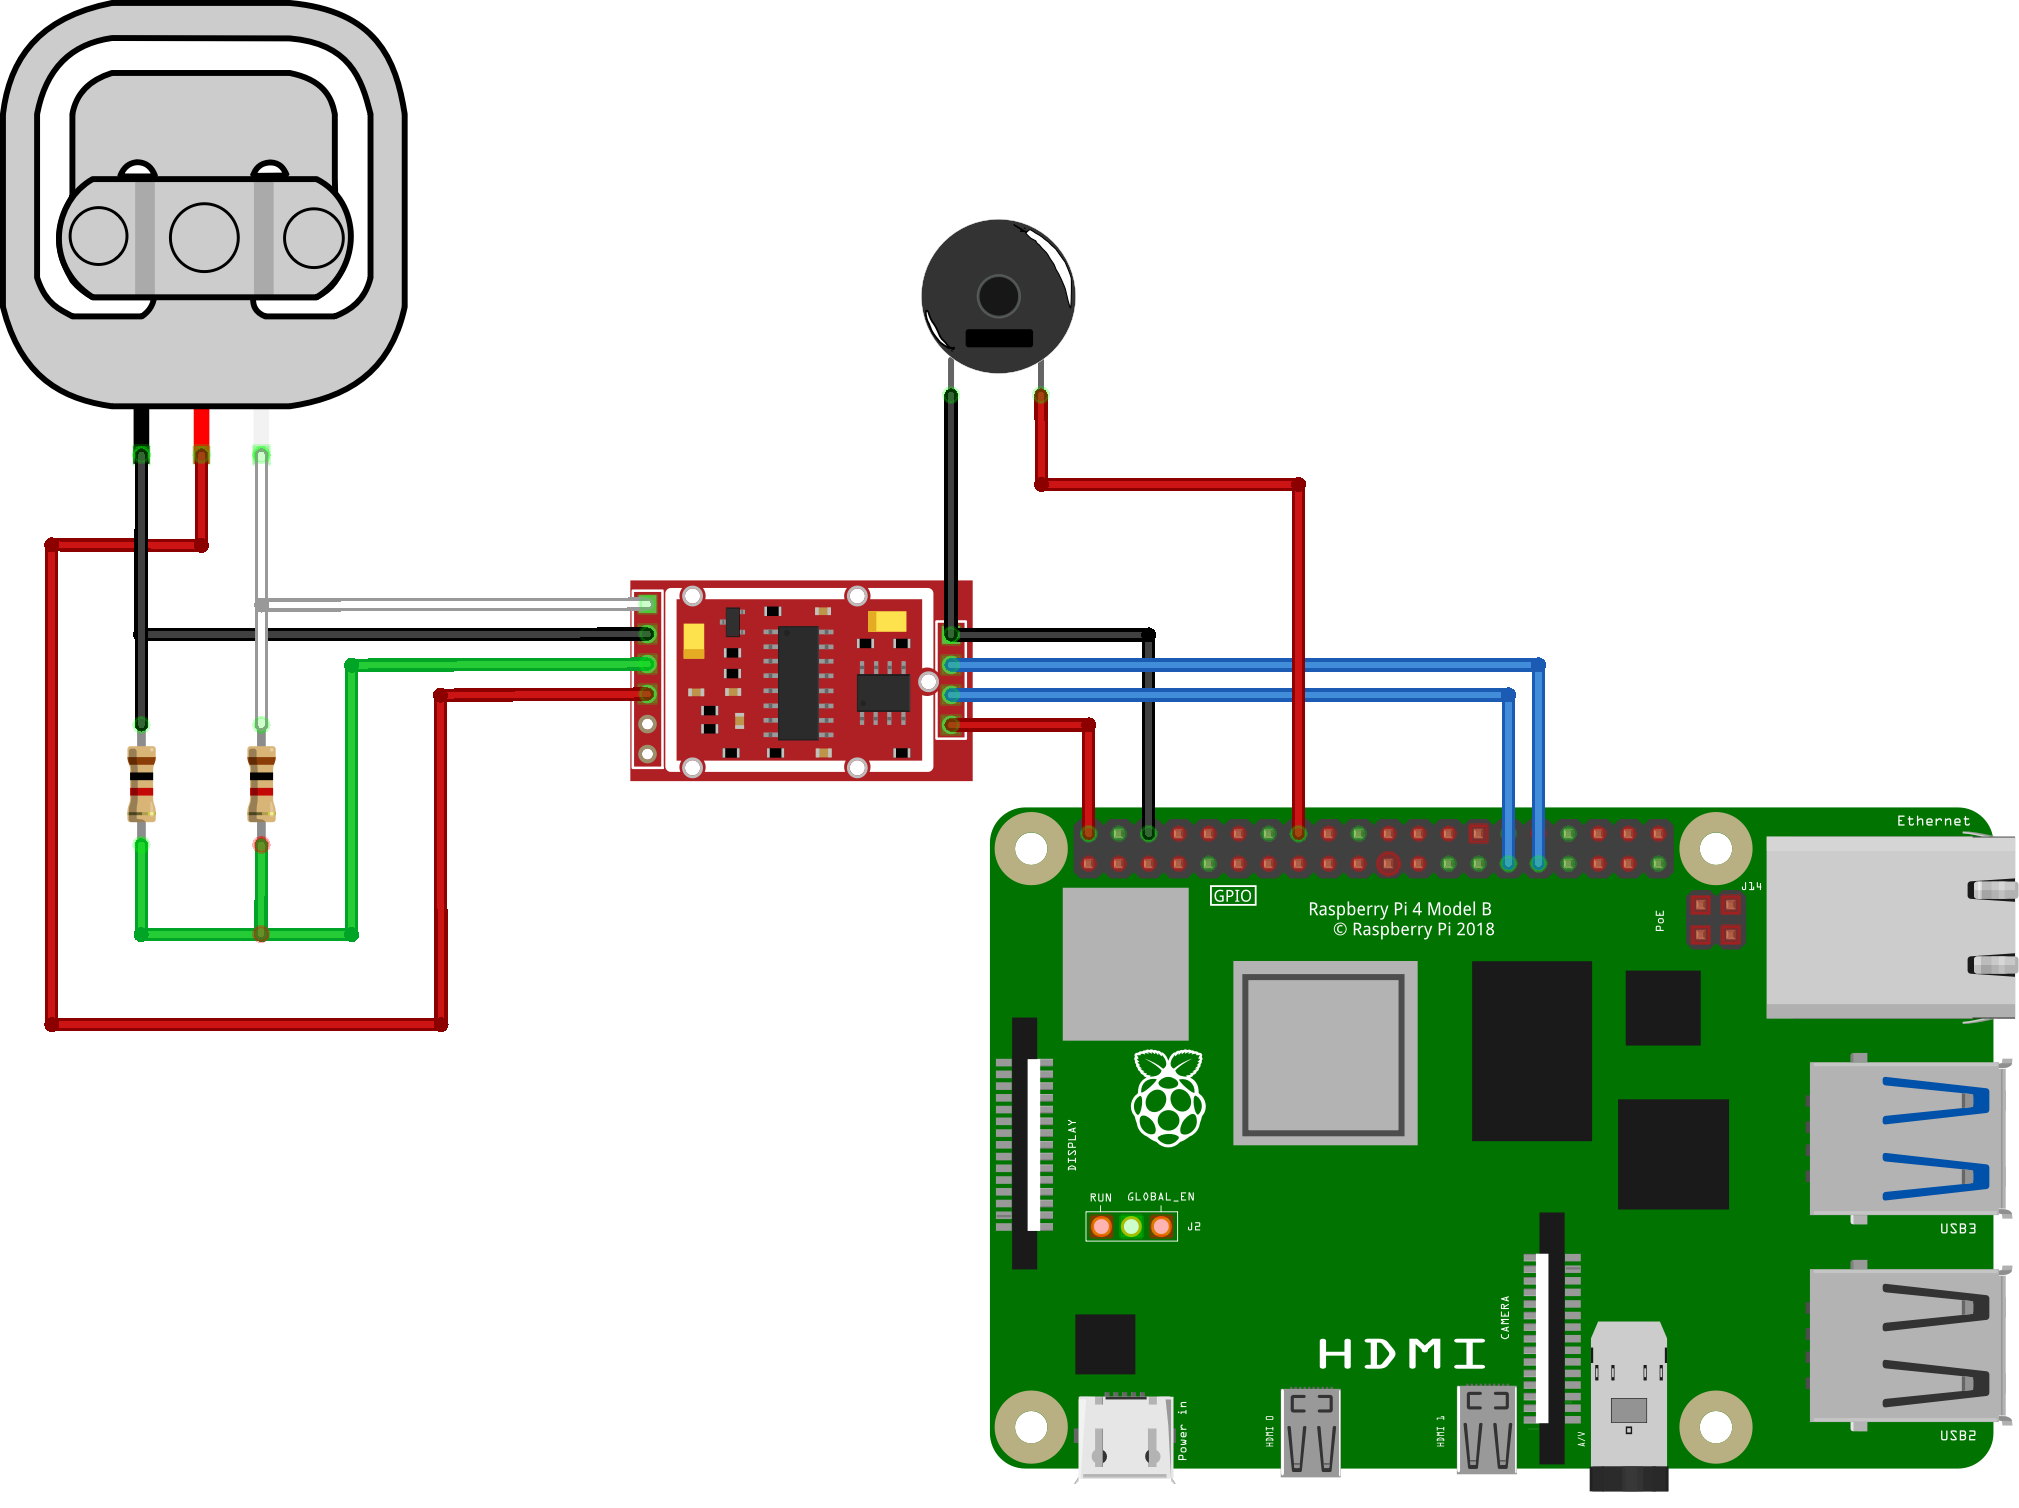 Ethernet
J14
PoE
GPIO
Raspberry Pi 4 Model B
© Raspberry Pi 2018
DISPLAY
RUN
GLOBAL_EN
J2
USB3
CAMERA
HDMI
Power in
HDMI 0
HDMI 1
A/V
USB2